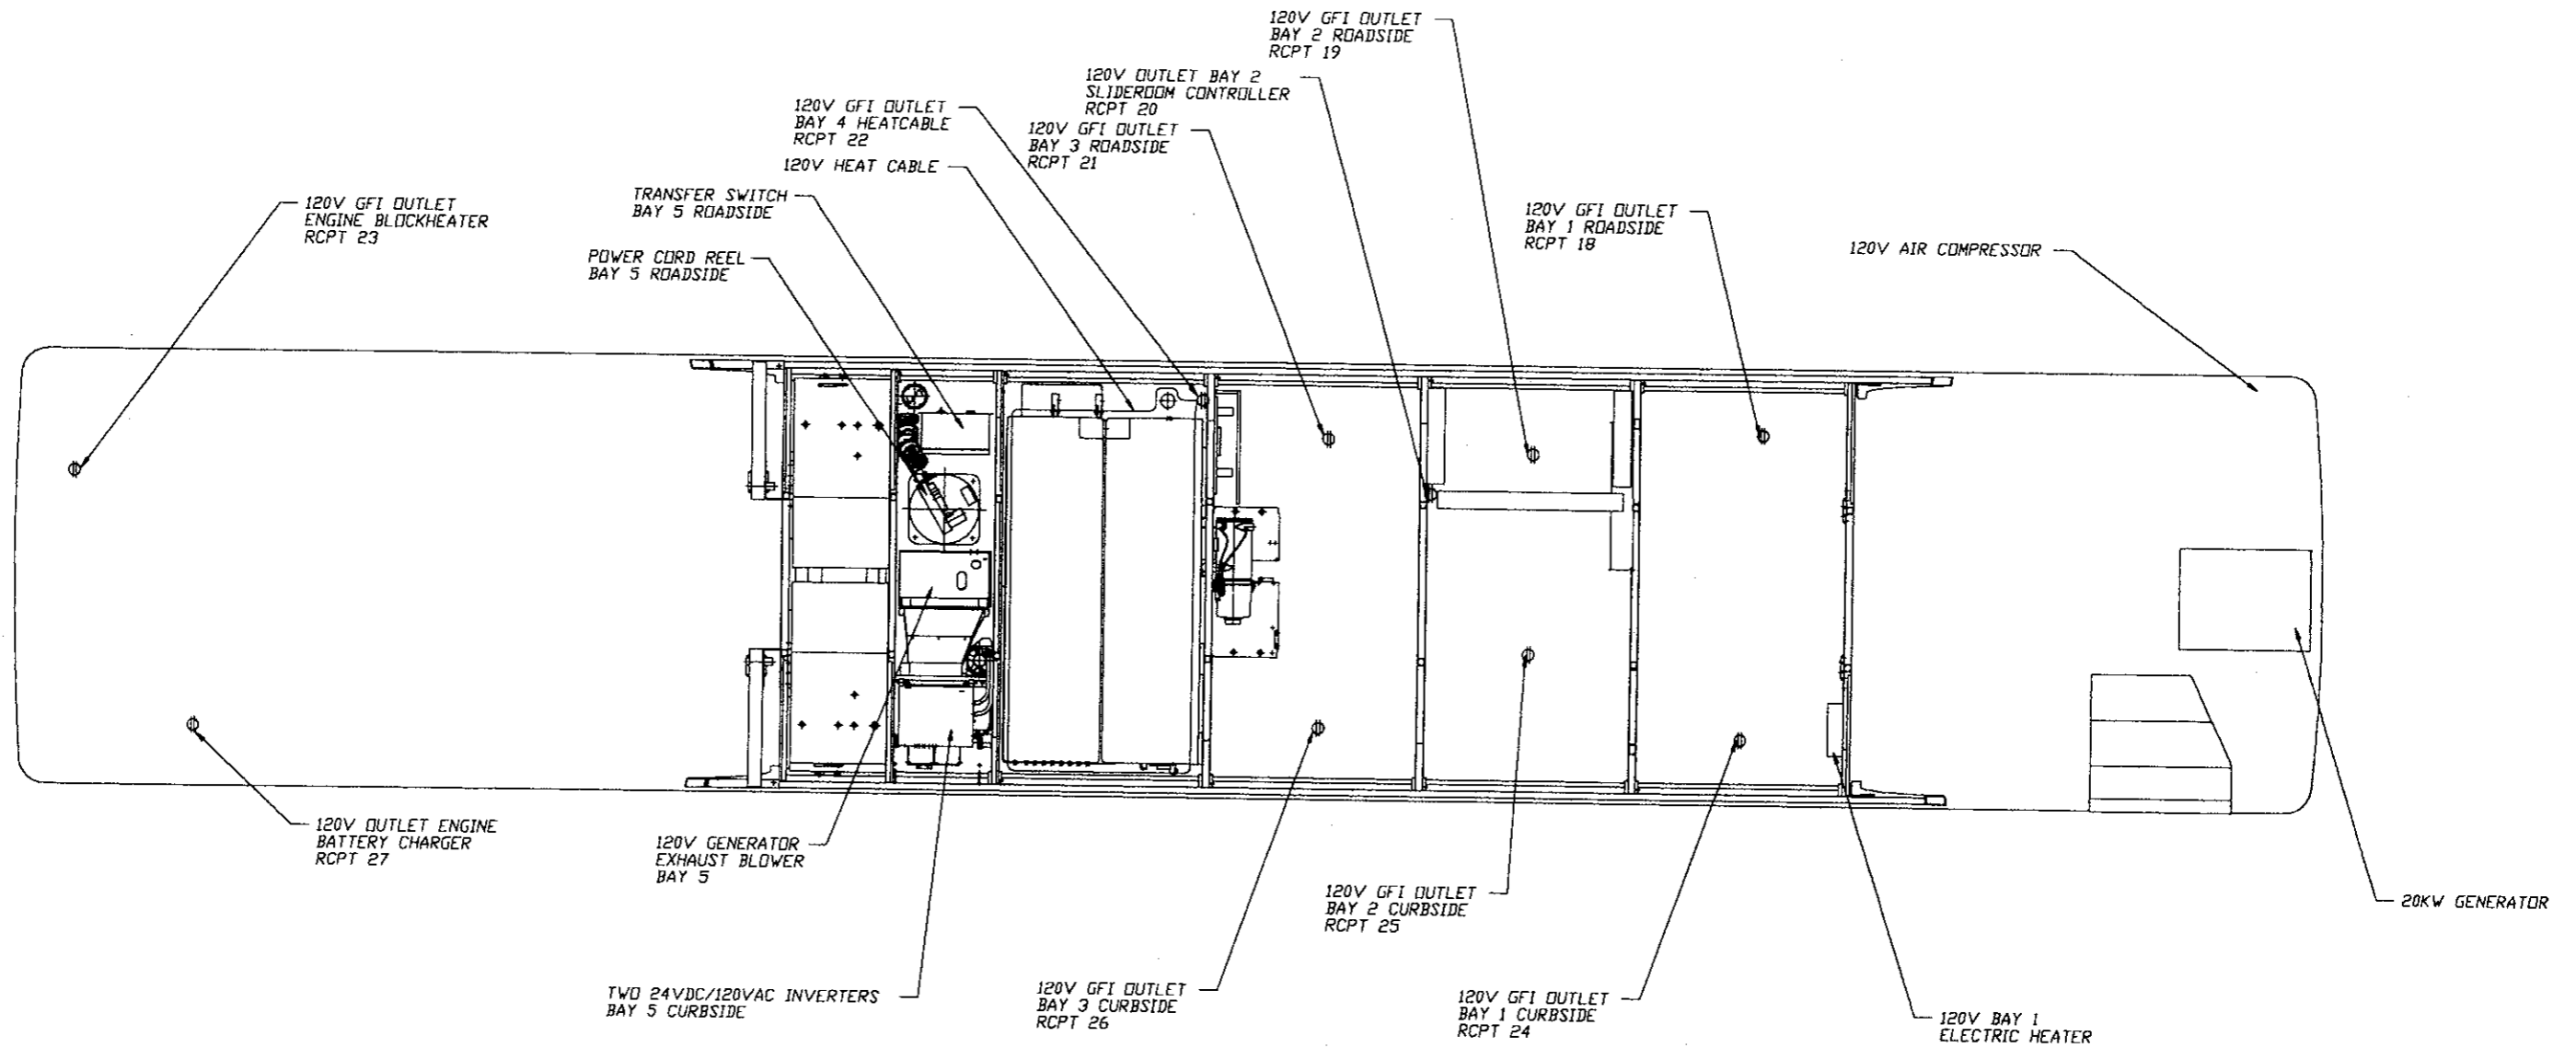 120V GFI OUTLET
BAY 2 ROADSIDE
RCPT 19
120V OUTLET BAY 2
SLIDEROOM CONTROLLER
RCPT 20
120V GFI OUTLET
BAY 4 HEATCABLE
RCPT 22
120V GFI OUTLET
BAY 3 ROADSIDE
RCPT 21
120V HEAT CABLE
TRANSFER SWITCH
BAY 5 ROADSIDE
120V GFI OUTLET
ENGINE BLOCKHEATER
RCPT 23
120V GFI OUTLET
BAY 1 ROADSIDE
RCPT 18
POWER CORD REEL
BAY 5 ROADSIDE
120V AIR COMPRESSOR
120V OUTLET ENGINE
BATTERY CHARGER
RCPT 27
120V GENERATOR
EXHAUST BLOWER
BAY 5
120V GFI OUTLET
BAY 2 CURBSIDE
RCPT 25
20KW GENERATOR
TWO 24VDC/120VAC INVERTERS
BAY 5 CURBSIDE
120V GFI OUTLET
BAY 3 CURBSIDE
RCPT 26
120V GFI OUTLET
BAY 1 CURBSIDE
RCPT 24
120V BAY 1
ELECTRIC HEATER